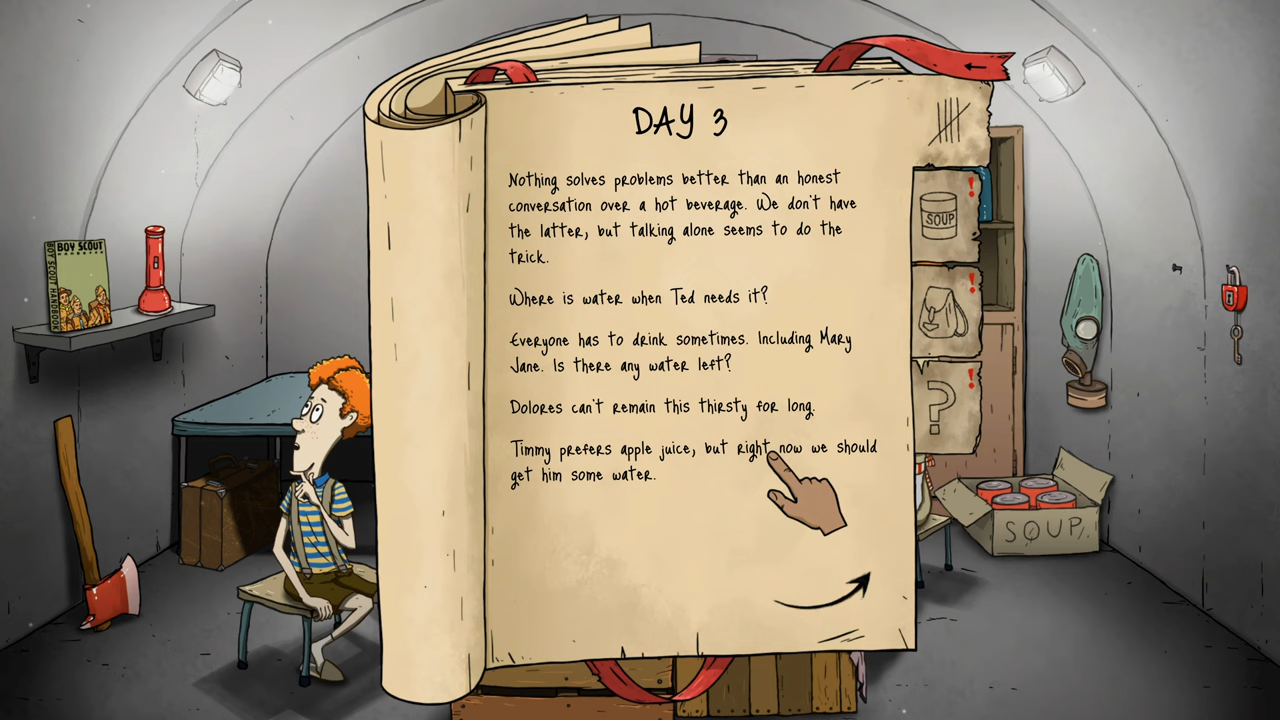 DAY 3
Nothing solves problems better than an honest
conversation over a hot beverage. We don't have
the latter, but talking alone seems to do the
trick.
Where is water when Ted needs it?
Everyone has to drink sometimes. Including Mary
Jane. Is there any water left?
Dolores can't remain this thirsty for long.
Timmy prefers apple juice, but right now we should
get him some water.
SOUP
!
!
?
!
BOY SCOUT
HANDBOOK
BOY SCOUT HANDBOOK
SOUP